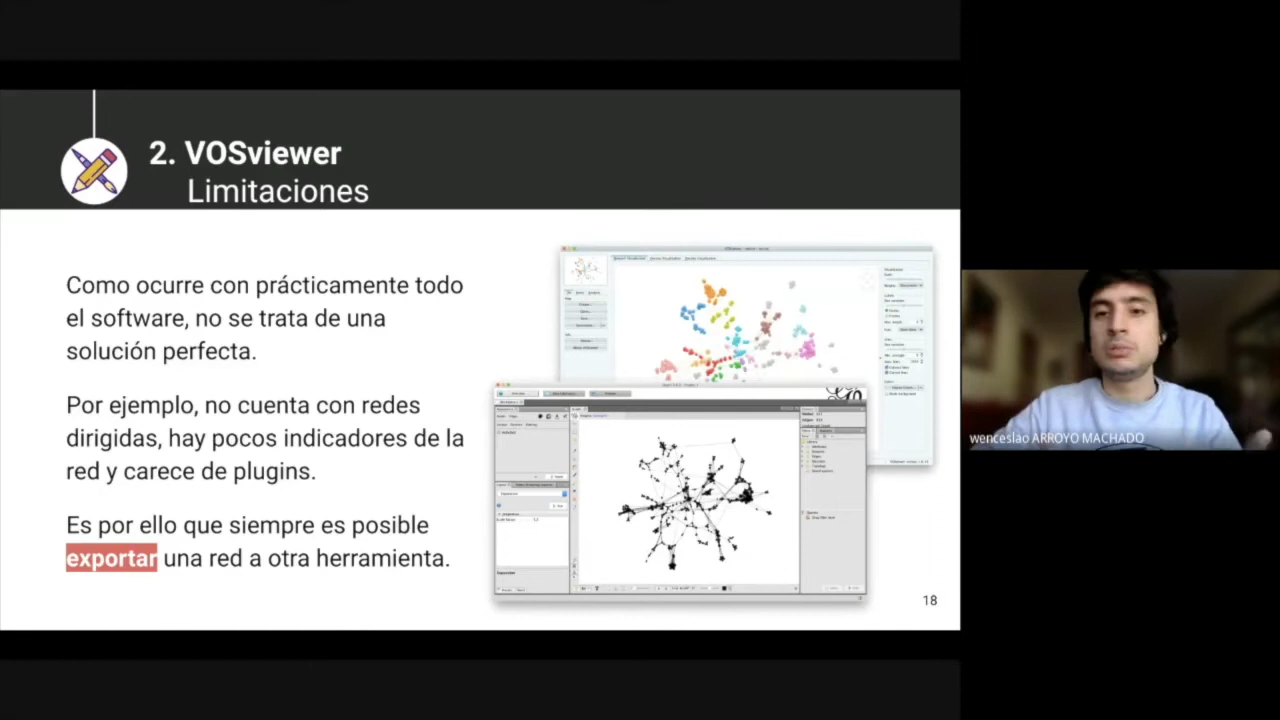 2. VOSviewer
Limitaciones
Como ocurre con prácticamente todo
el software, no se trata de una
solución perfecta.
Por ejemplo, no cuenta con redes
dirigidas, hay pocos indicadores de la
red y carece de plugins.
Es por ello que siempre es posible
exportar una red a otra herramienta.
18
wenceslao ARROYO MACHADO